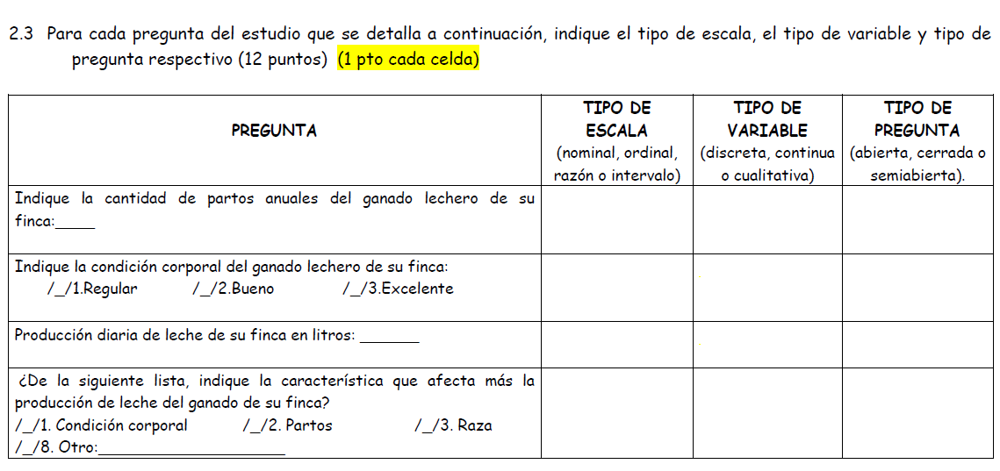 2.3 Para cada pregunta del estudio que se detalla a continuación, indique el tipo de escala, el tipo de variable y tipo de
pregunta respectivo (12 puntos) (1 pto cada celda)
PREGUNTA
TIPO DE
ESCALA
(nominal, ordinal,
razón o intervalo)
TIPO DE
VARIABLE
(discreta, continua
o cualitativa)
TIPO DE
PREGUNTA
(abierta, cerrada o
semiabierta).
Indique la cantidad de partos anuales del ganado lechero de su
finca:_____
Indique la condición corporal del ganado lechero de su finca:
/_/1.Regular /_/2.Bueno /_/3.Excelente
Producción diaria de leche de su finca en litros: _______
¿De la siguiente lista, indique la característica que afecta más la
producción de leche del ganado de su finca?
/_/1. Condición corporal /_/2. Partos /_/3. Raza
/_/8. Otro:______________________